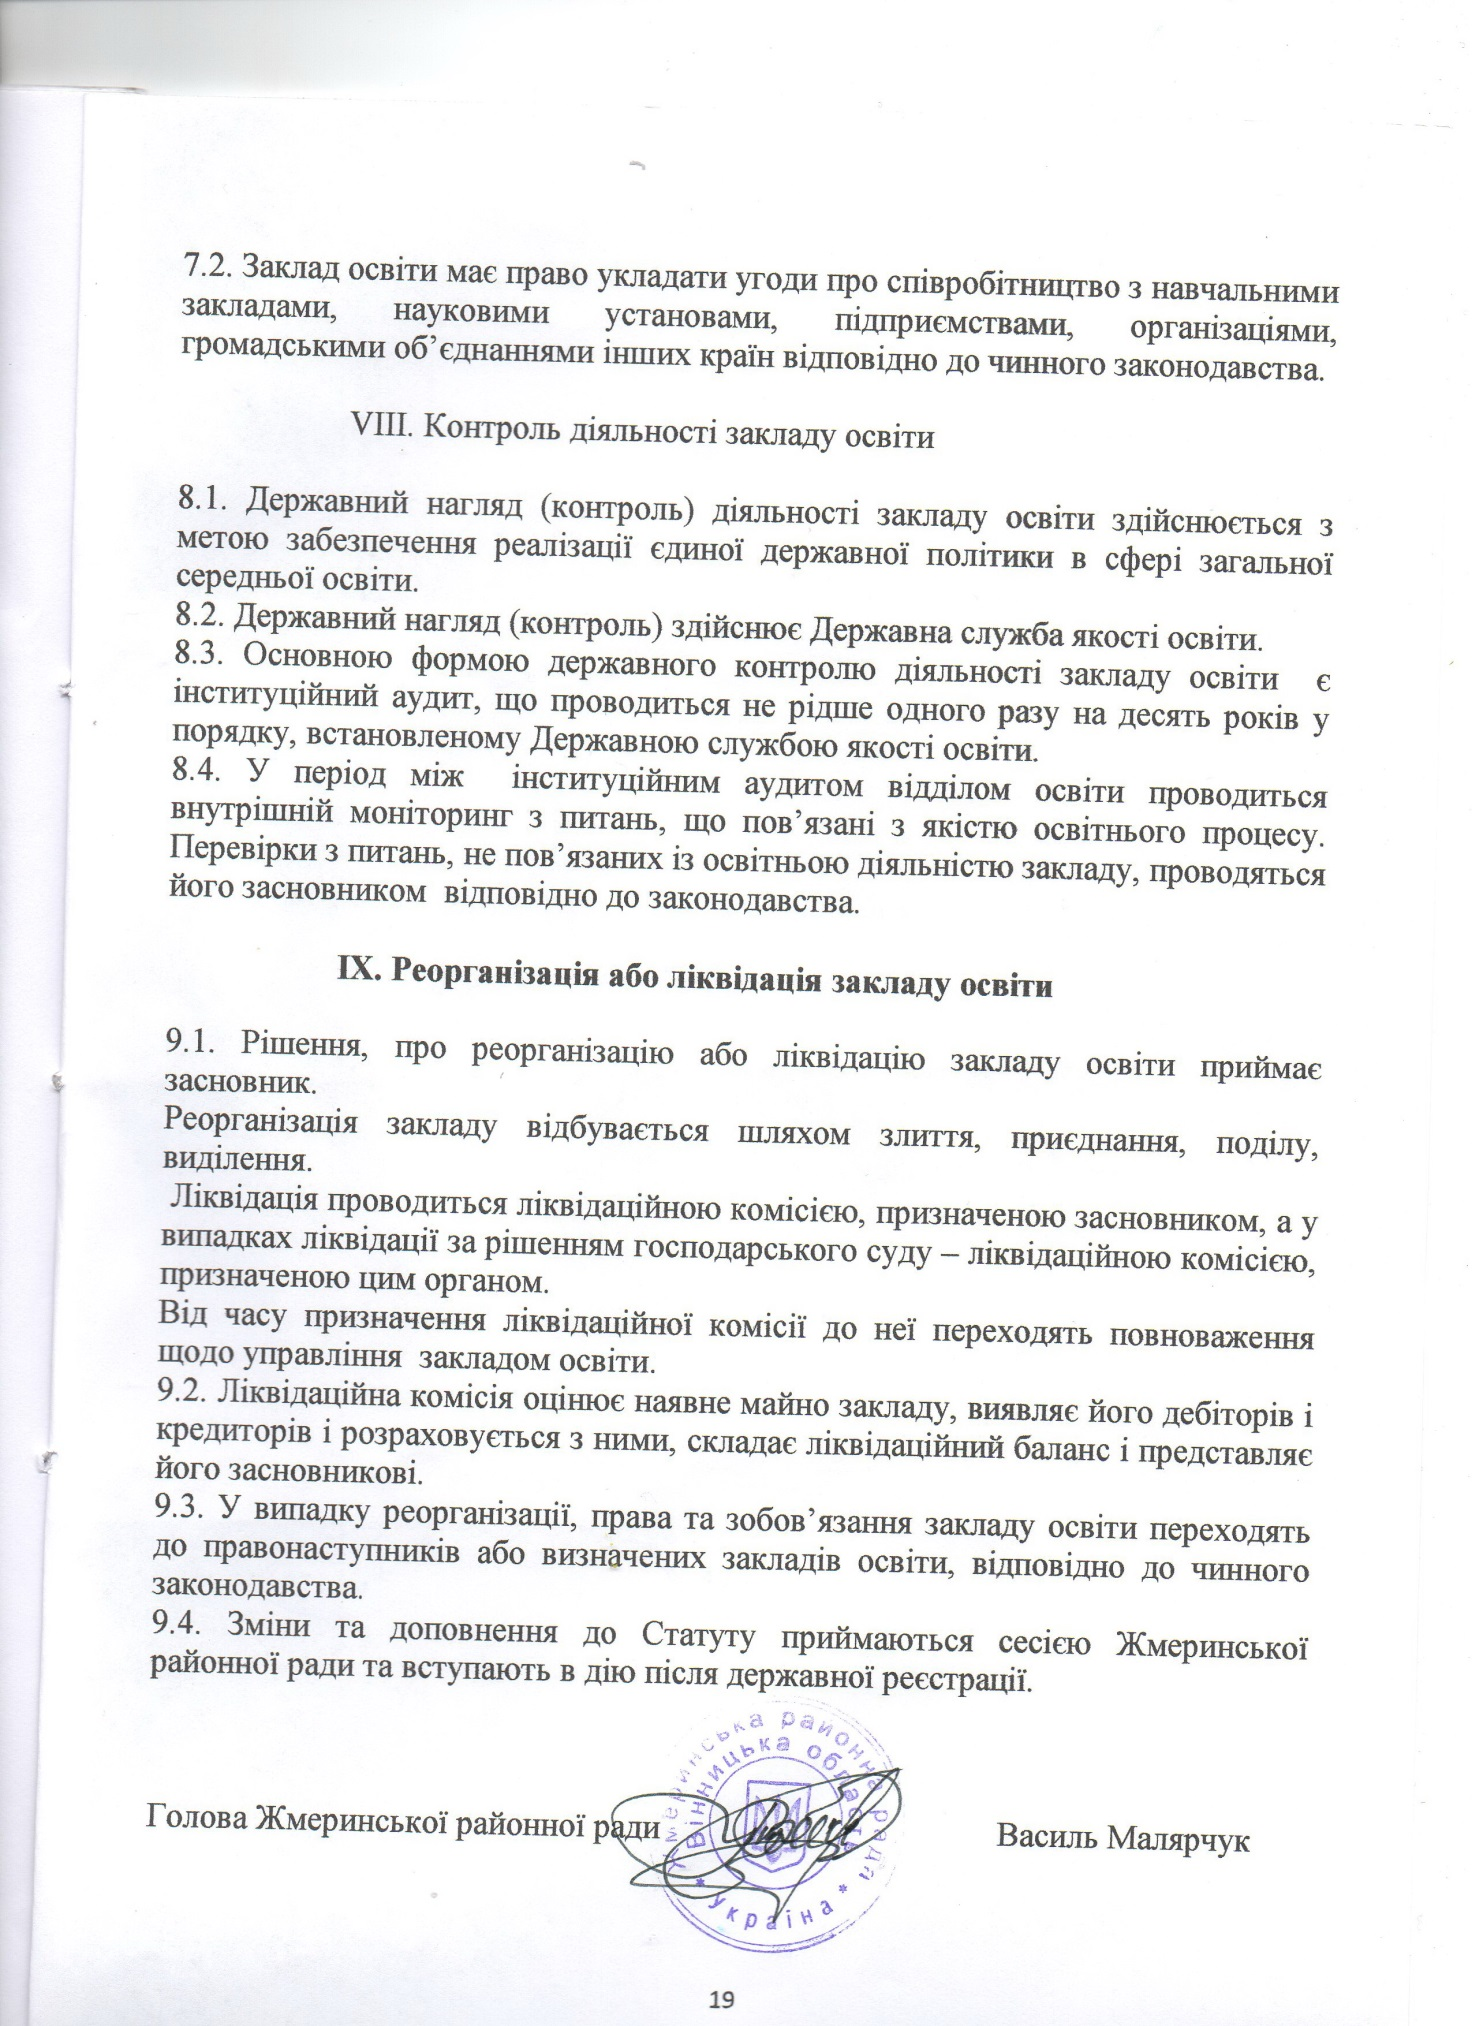 7.2. Заклад освіти має право укладати угоди про співробітництво з навчальними
закладами, науковими установами, підприємствами, організаціями,
громадськими об’єднаннями інших країн відповідно до чинного законодавства.
VIII. Контроль діяльності закладу освіти
8.1. Державний нагляд (контроль) діяльності закладу освіти здійснюється з
метою забезпечення реалізації єдиної державної політики в сфері загальної
середньої освіти.
8.2. Державний нагляд (контроль) здійснює Державна служба якості освіти.
8.3. Основною формою державного контролю діяльності закладу освіти є
інституційний аудит, що проводиться не рідше одного разу на десять років у
порядку, встановленому Державною службою якості освіти.
8.4. У період між інституційним аудитом відділом освіти проводиться
внутрішній моніторинг з питань, що пов’язані з якістю освітнього процесу.
Перевірки з питань, не пов’язаних із освітньою діяльністю закладу, проводяться
його засновником відповідно до законодавства.
IX. Реорганізація або ліквідація закладу освіти
9.1. Рішення, про реорганізацію або ліквідацію закладу освіти приймає
засновник.
Реорганізація закладу відбувається шляхом злиття, приєднання, поділу,
виділення.
Ліквідація проводиться ліквідаційною комісією, призначеною засновником, а у
випадках ліквідації за рішенням господарського суду – ліквідаційною комісією,
призначеною цим органом.
Від часу призначення ліквідаційної комісії до неї переходять повноваження
щодо управління закладом освіти.
9.2. Ліквідаційна комісія оцінює наявне майно закладу, виявляє його дебіторів і
кредиторів і розраховується з ними, складає ліквідаційний баланс і представляє
його засновникові.
9.3. У випадку реорганізації, права та зобов’язання закладу освіти переходять
до правонаступників або визначених закладів освіти, відповідно до чинного
законодавства.
9.4. Зміни та доповнення до Статуту приймаються сесією Жмеринської
районної ради та вступають в дію після державної реєстрації.
Жмеринська районна рада
Вінницька область
* Україна *
Голова Жмеринської районної ради Василь Малярчук
19